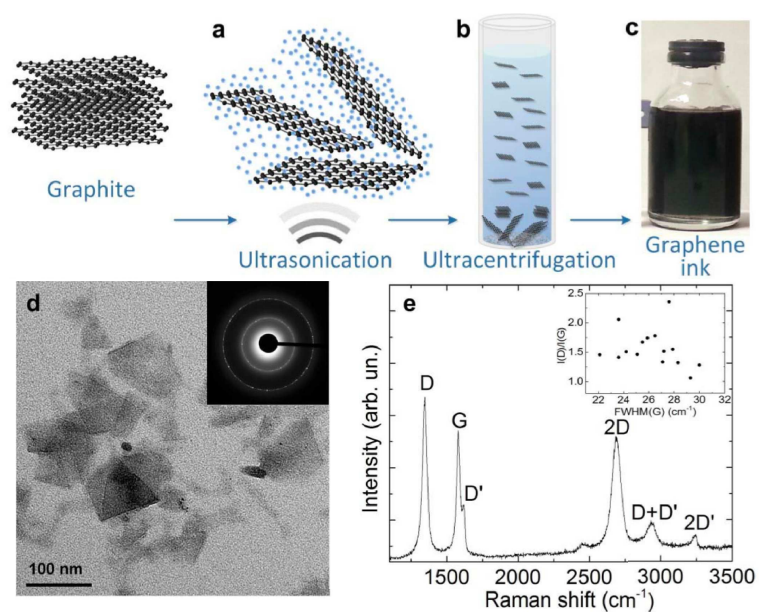 a
b
c
Graphite
Ultrasonication
Ultracentrifugation
Graphene
ink
d
100 nm
e
Intensity (arb. un.)
D
G
D'
2D
D+D'
2D'
1500
2000
2500
3000
3500
Raman shift (cm⁻¹)
I(D)/I(G)
2.5
2.0
1.5
1.0
22
24
26
28
30
FWHM(G) (cm⁻¹)